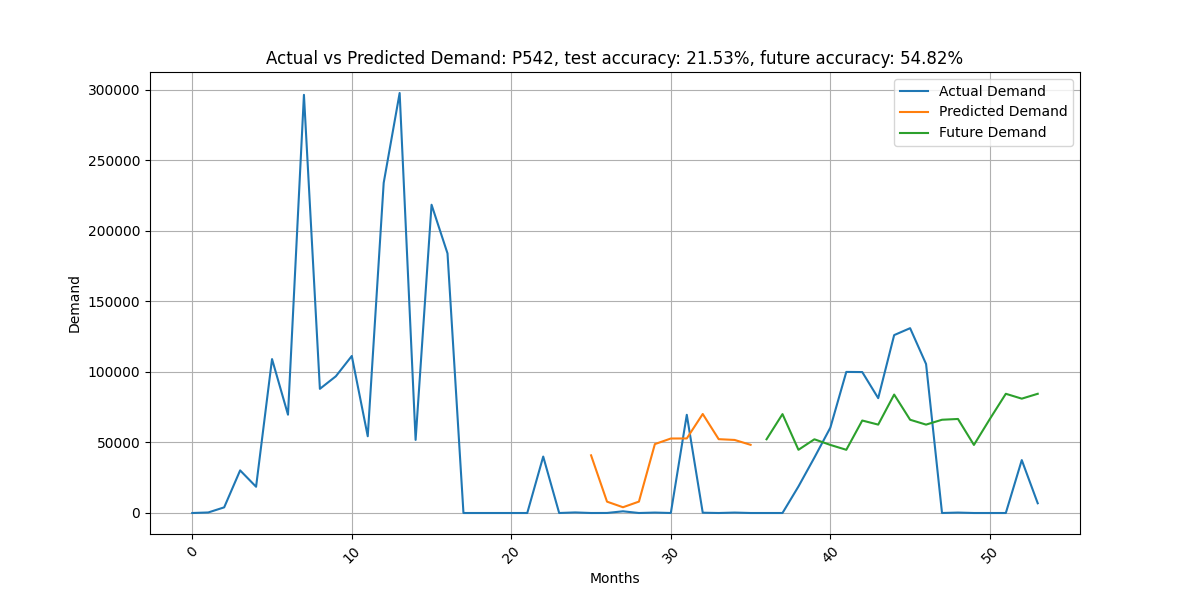 Actual vs Predicted Demand: P542, test accuracy: 21.53%, future accuracy: 54.82%
Actual Demand
Predicted Demand
Future Demand
Demand
300000
250000
200000
150000
100000
50000
0
0
10
20
30
40
50
Months